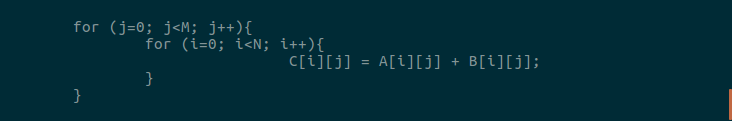 for (j=0; j<M; j++){
for (i=0; i<N; i++){
C[i][j] = A[i][j] + B[i][j];
}
}